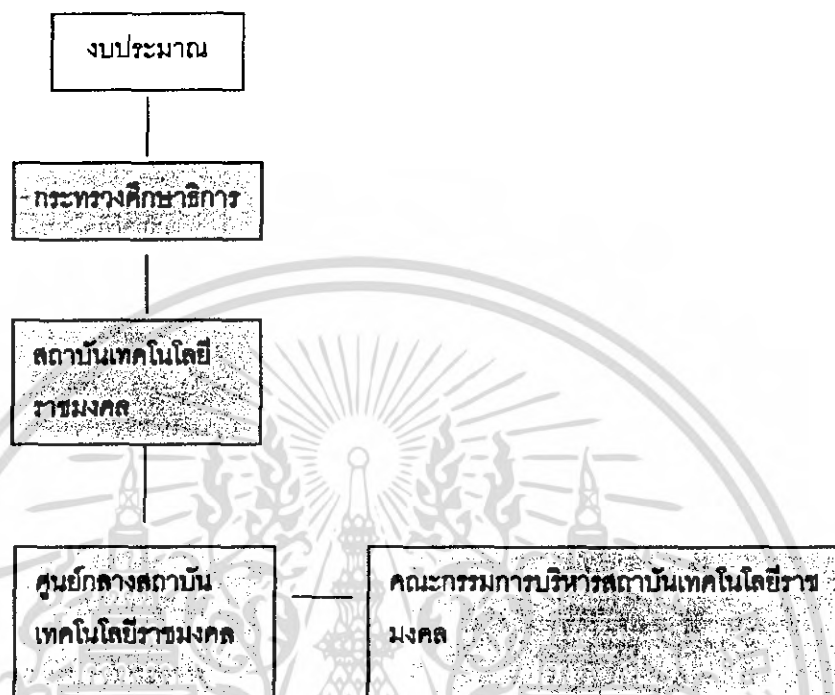 งบประมาณ
กระทรวงศึกษาธิการ
สถาบันเทคโนโลยี
ราชมงคล
ศูนย์กลางสถาบัน
เทคโนโลยีราชมงคล
คณะกรรมการบริหารสถาบันเทคโนโลยีราช
มงคล